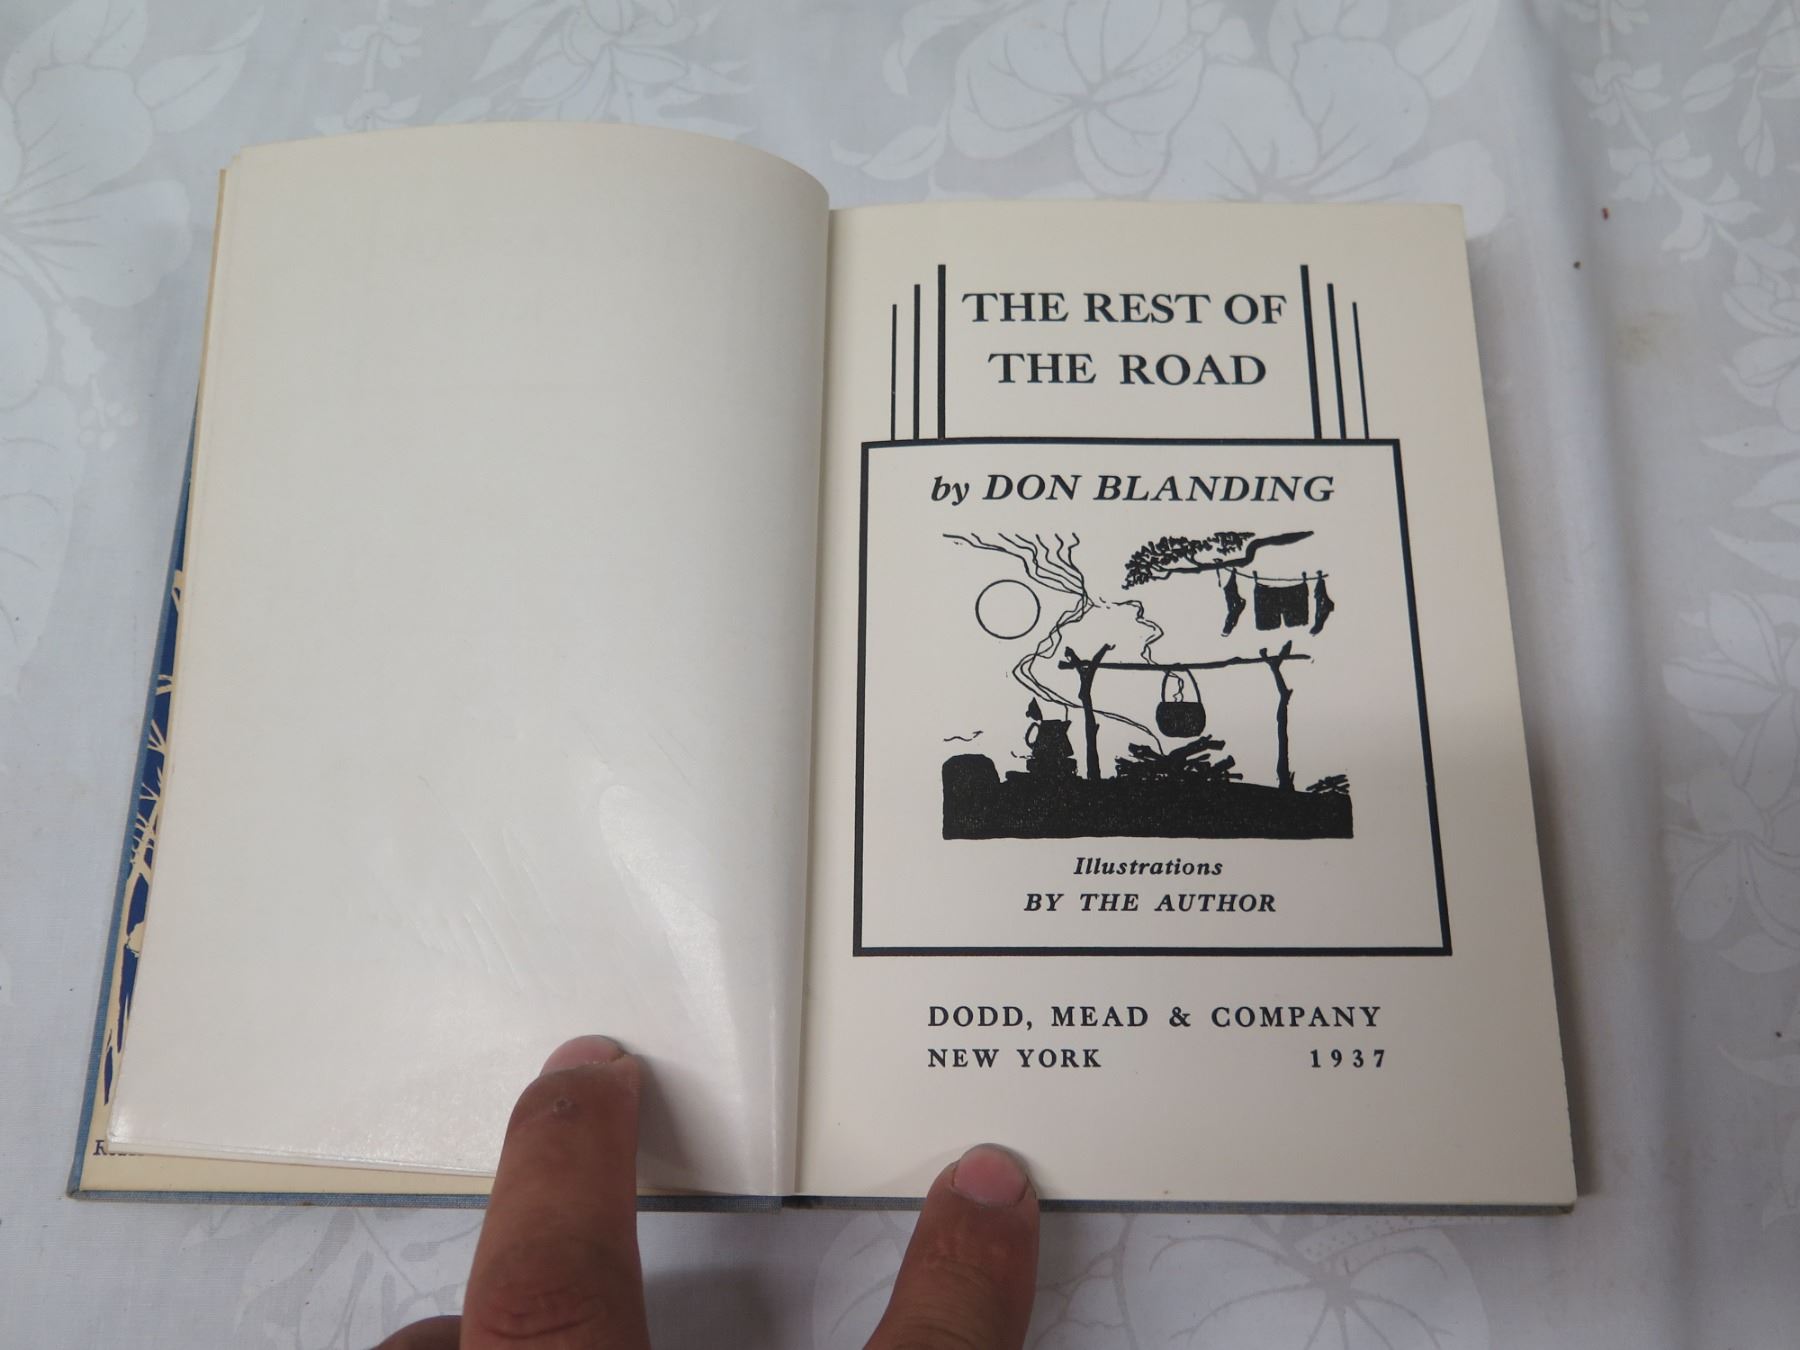 THE REST OF
THE ROAD
by DON BLANDING
Illustrations
BY THE AUTHOR
DODD, MEAD & COMPANY
NEW YORK 1937